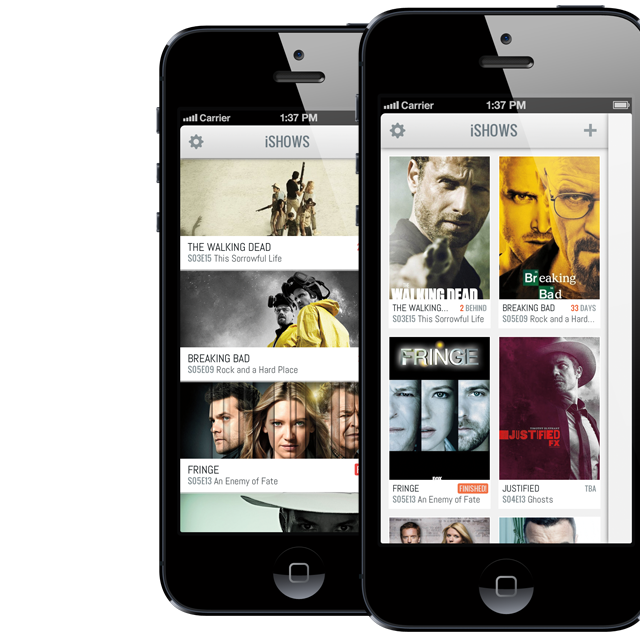 Carrier
1:37 PM
iSHOWS
THE WALKING DEAD
S03E15 This Sorrowful Life
BREAKING BAD
S05E09 Rock and a Hard Place
FRINGE
S05E13 An Enemy of Fate
Carrier
1:37 PM
iSHOWS
WALKING DEAD
THE WALKING... 2 BEHIND
S03E15 This Sorrowful Life
Breaking
Bad
BREAKING BAD 33 DAYS
S05E09 Rock and a Hard...
FRINGE
FOX
FRINGE FINISHED!
S05E13 An Enemy of Fate
JUSTIFIED
FX
JUSTIFIED TBA
S04E13 Ghosts